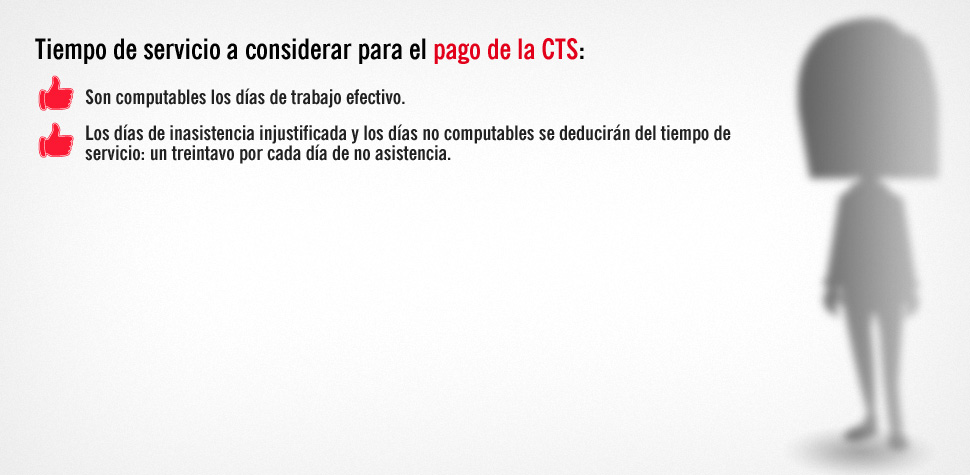 Tiempo de servicio a considerar para el pago de la CTS:
Son computables los días de trabajo efectivo.
Los días de inasistencia injustificada y los días no computables se deducirán del tiempo de
servicio: un treintavo por cada día de no asistencia.